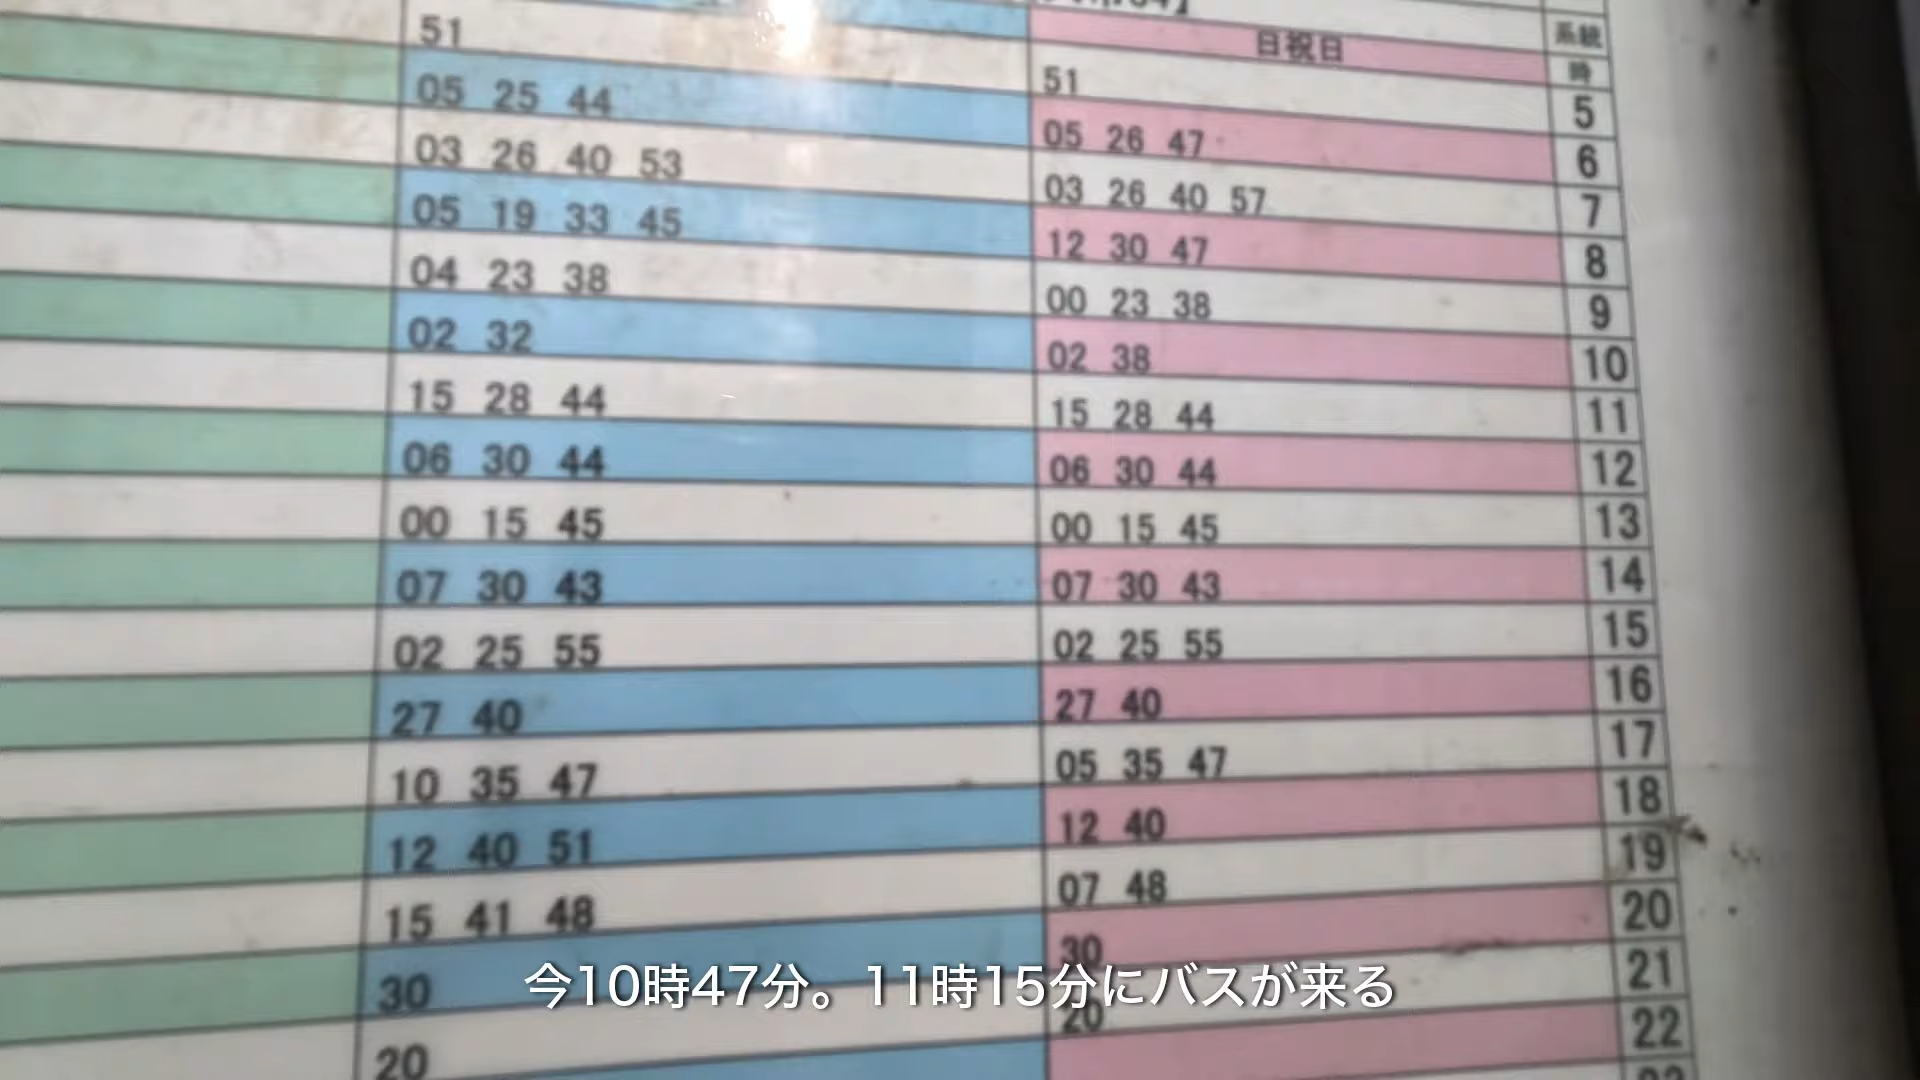 系統
日祝日
時
51 51 5
05 25 44 05 26 47 6
03 26 40 53 03 26 40 57 7
05 19 33 45 12 30 47 8
04 23 38 00 23 38 9
02 32 02 38 10
15 28 44 15 28 44 11
06 30 44 06 30 44 12
00 15 45 00 15 45 13
07 30 43 07 30 43 14
02 25 55 02 25 55 15
27 40 27 40 16
10 35 47 05 35 47 17
12 40 51 12 40 18
15 41 48 07 48 19
30 30 20
20 20 21
22
今10時47分。11時15分にバスが来る